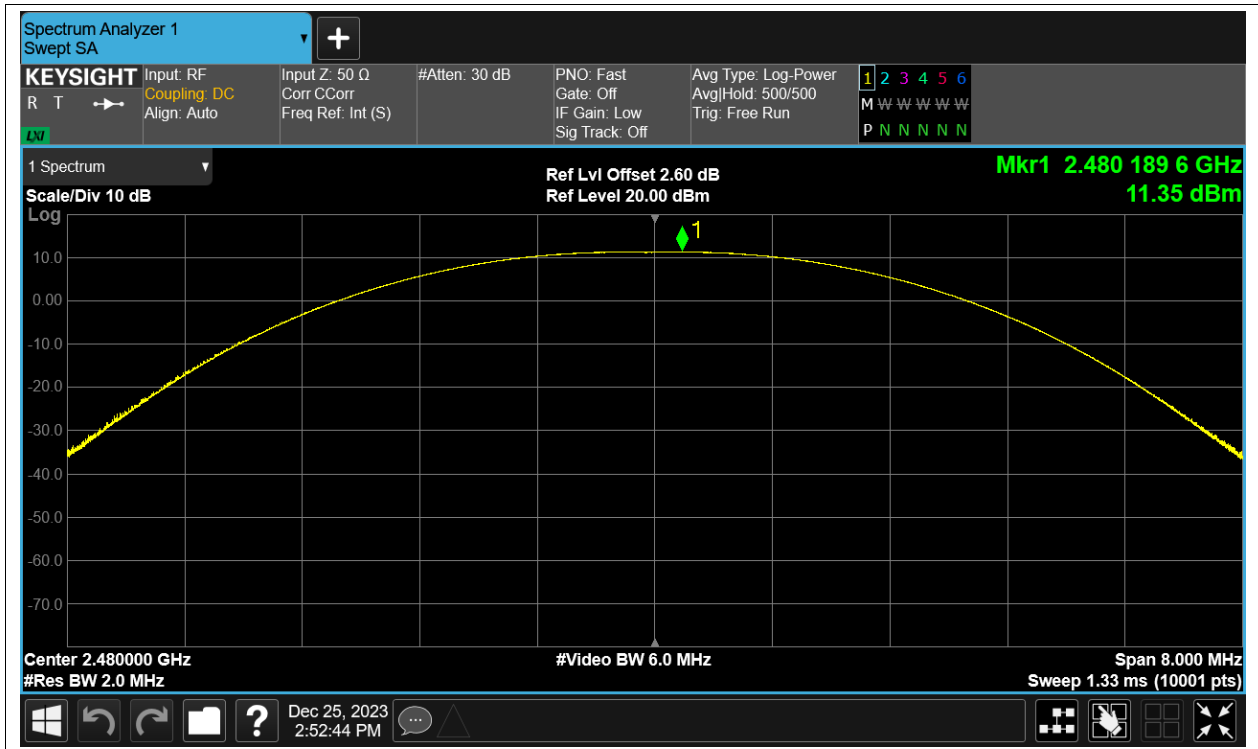 Spectrum Analyzer 1
Swept SA
KEYSIGHT
R T
LXI
Input: RF
Coupling: DC
Align: Auto
Input Z: 50 Ω
Corr CCorr
Freq Ref: Int (S)
#Atten: 30 dB
PNO: Fast
Gate: Off
IF Gain: Low
Sig Track: Off
Avg Type: Log-Power
Avg|Hold: 500/500
Trig: Free Run
1 2 3 4 5 6
M W W W W W
P N N N N N
1 Spectrum
Scale/Div 10 dB
Ref Lvl Offset 2.60 dB
Ref Level 20.00 dBm
Mkr1 2.480 189 6 GHz
11.35 dBm
Log
1
10.0
0.00
-10.0
-20.0
-30.0
-40.0
-50.0
-60.0
-70.0
Center 2.480000 GHz
#Res BW 2.0 MHz
#Video BW 6.0 MHz
Span 8.000 MHz
Sweep 1.33 ms (10001 pts)
?
Dec 25, 2023
2:52:44 PM